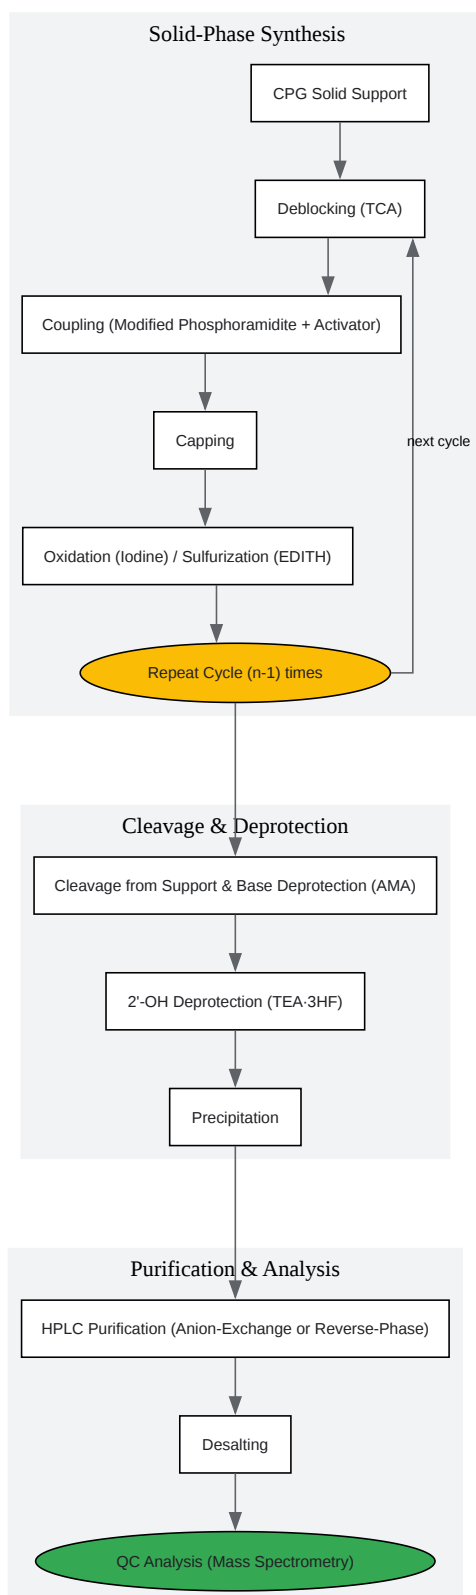 Solid-Phase Synthesis
CPG Solid Support
Deblocking (TCA)
Coupling (Modified Phosphoramidite + Activator)
Capping
next cycle
Oxidation (Iodine) / Sulfurization (EDITH)
Repeat Cycle (n-1) times
Cleavage & Deprotection
Cleavage from Support & Base Deprotection (AMA)
2'-OH Deprotection (TEA·3HF)
Precipitation
Purification & Analysis
HPLC Purification (Anion-Exchange or Reverse-Phase)
Desalting
QC Analysis (Mass Spectrometry)